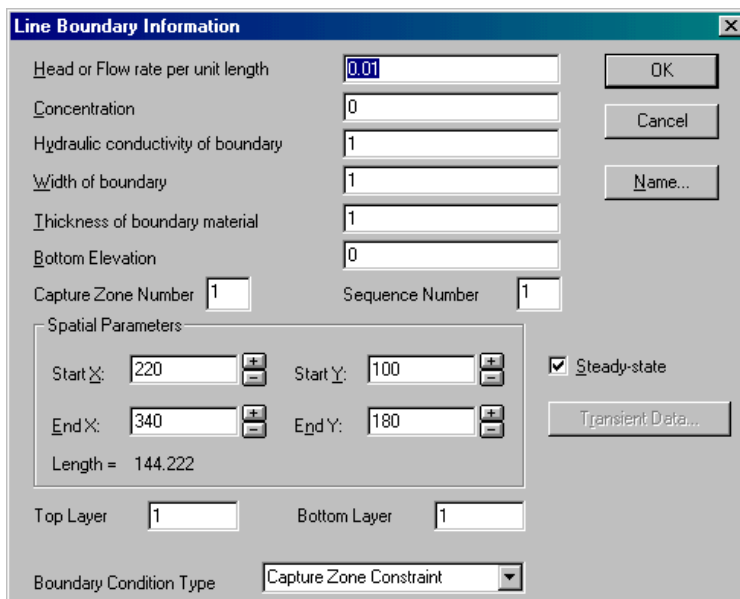 Line Boundary Information
Head or Flow rate per unit length 0.01 OK
Concentration 0 Cancel
Hydraulic conductivity of boundary 1
Width of boundary 1 Name...
Thickness of boundary material 1
Bottom Elevation 0
Capture Zone Number 1 Sequence Number 1
Spatial Parameters
Start X: 220 Start Y: 100 Steady-state
End X: 340 End Y: 180 Transient Data...
Length = 144.222
Top Layer 1 Bottom Layer 1
Boundary Condition Type Capture Zone Constraint